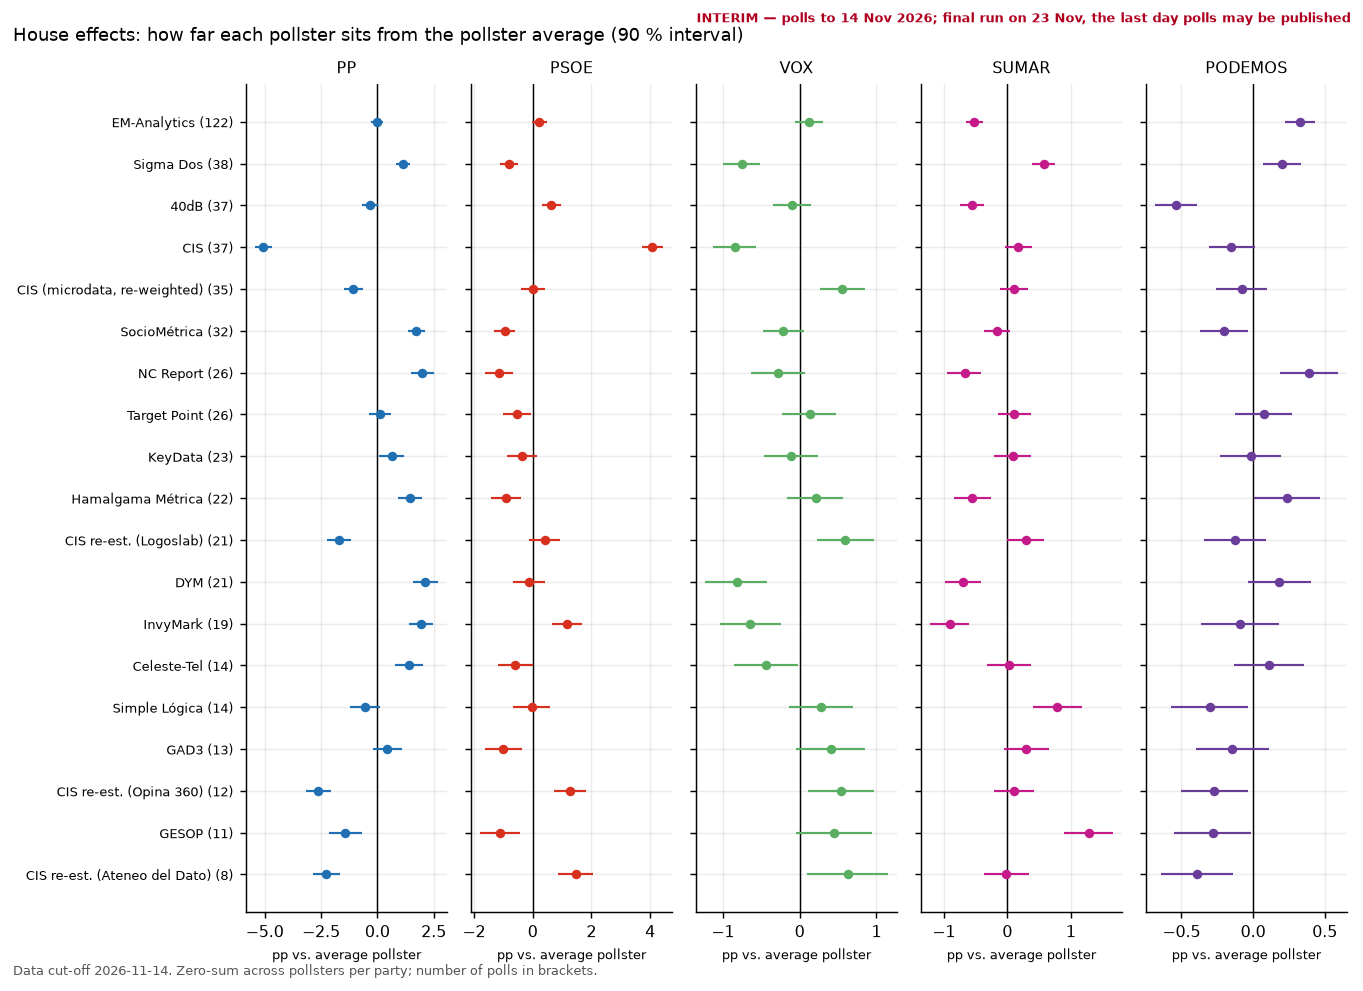 INTERIM — polls to 14 Nov 2026; final run on 23 Nov, the last day polls may be published
House effects: how far each pollster sits from the pollster average (90 % interval)
PP PSOE VOX SUMAR PODEMOS
EM-Analytics (122)
Sigma Dos (38)
40dB (37)
CIS (37)
CIS (microdata, re-weighted) (35)
SocioMétrica (32)
NC Report (26)
Target Point (26)
KeyData (23)
Hamalgama Métrica (22)
CIS re-est. (Logoslab) (21)
DYM (21)
InvyMark (19)
Celeste-Tel (14)
Simple Lógica (14)
GAD3 (13)
CIS re-est. (Opina 360) (12)
GESOP (11)
CIS re-est. (Ateneo del Dato) (8)
−5.0 −2.5 0.0 2.5 −2 0 2 4 −1 0 1 −1 0 1 −0.5 0.0 0.5
pp vs. average pollster pp vs. average pollster pp vs. average pollster pp vs. average pollster pp vs. average pollster
Data cut-off 2026-11-14. Zero-sum across pollsters per party; number of polls in brackets.